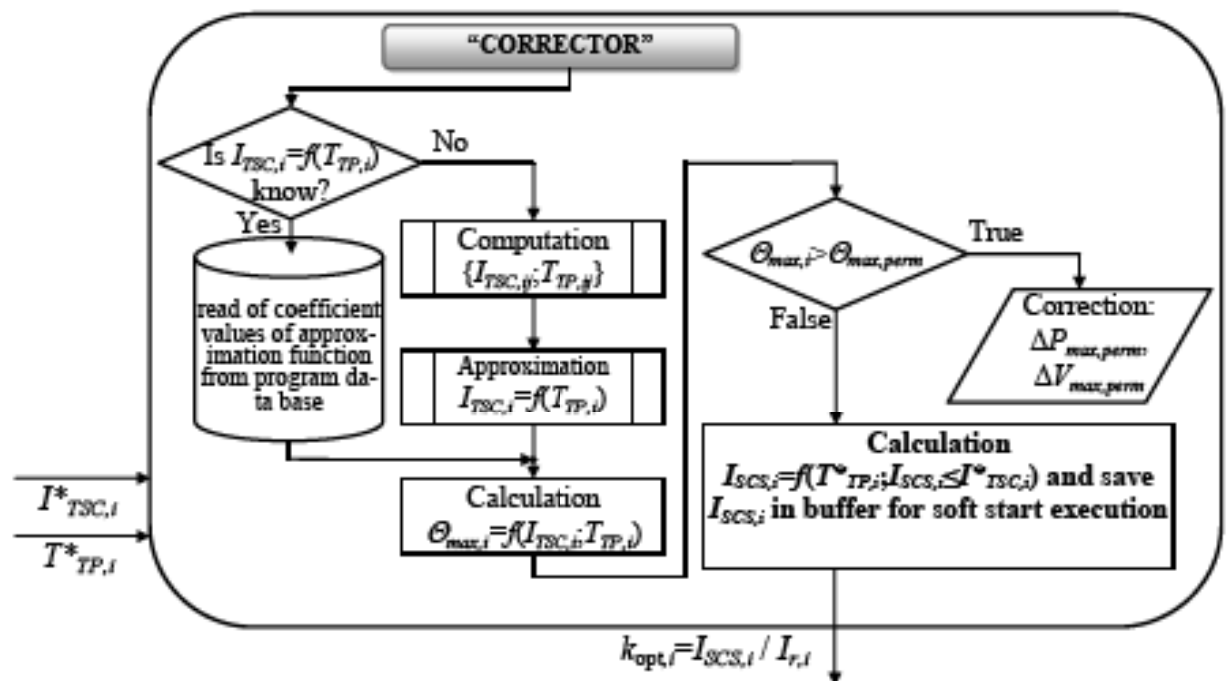 “CORRECTOR”
Is I_TSC,i=f(T_TP,i)
know?
No
Yes
read of coefficient
values of approx-
imation function
from program da-
ta base
Computation
{I_TSC,ij;T_TP,ij}
Approximation
I_TSC,i=f(T_TP,i)
Calculation
Θ_max,i=f(I_TSC,i;T_TP,i)
Θ_max,i>Θ_max,perm
True
False
Correction:
ΔP_max,perm,
ΔV_max,perm
Calculation
I_SCS,i=f(T*_TP,i;I_SCS,i≤I*_TSC,i) and save
I_SCS,i in buffer for soft start execution
I*_TSC,i
T*_TP,i
k_opt,i=I_SCS,i / I_r,i